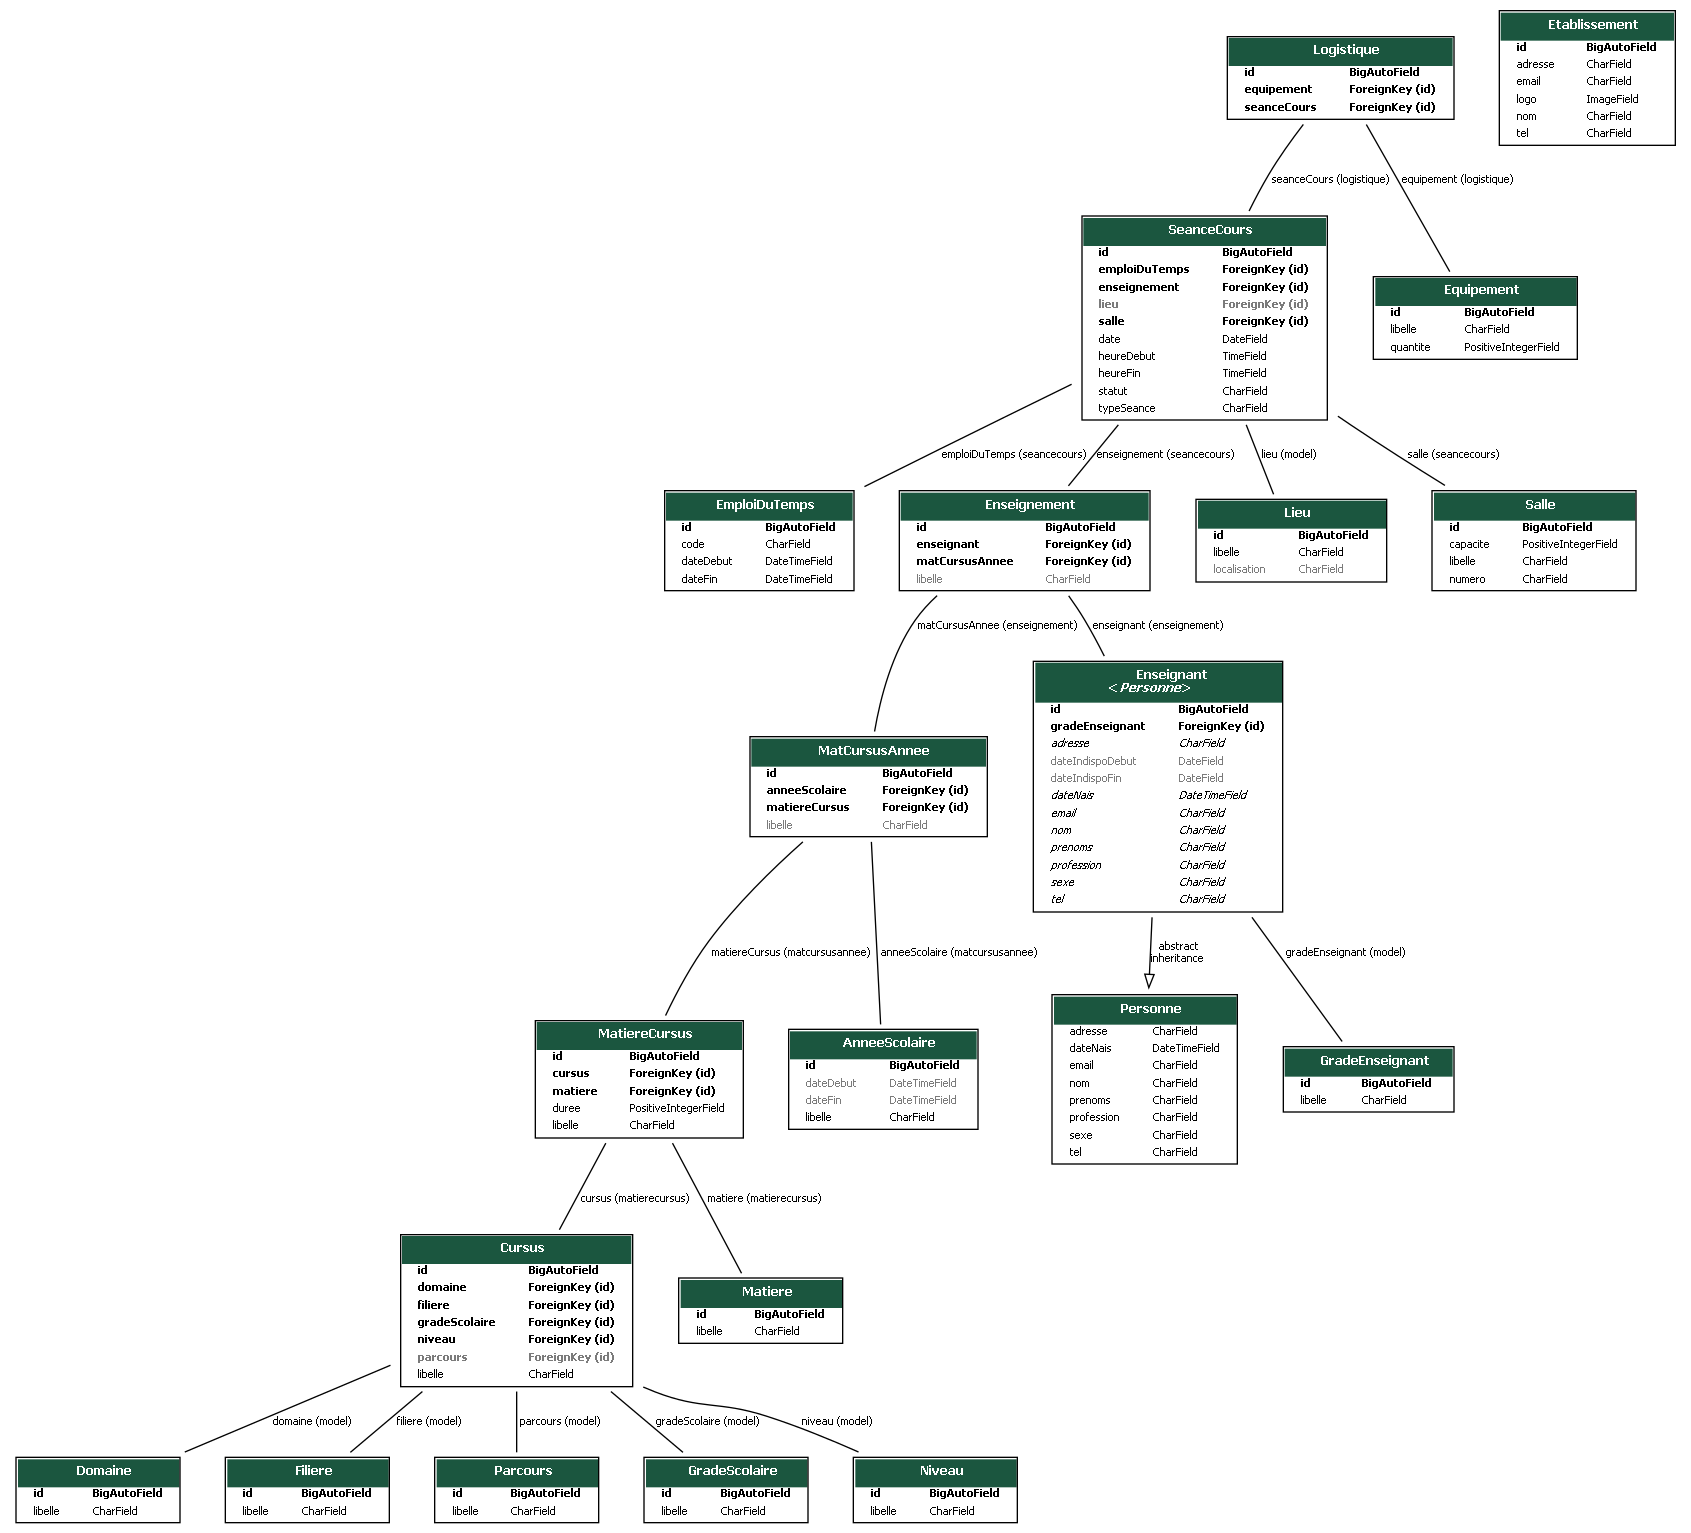 Etablissement
id BigAutoField
adresse CharField
email CharField
logo ImageField
nom CharField
tel CharField
Logistique
id BigAutoField
equipement ForeignKey (id)
seanceCours ForeignKey (id)
seanceCours (logistique) equipement (logistique)
SeanceCours
id BigAutoField
emploiDuTemps ForeignKey (id)
enseignement ForeignKey (id)
lieu ForeignKey (id)
salle ForeignKey (id)
date DateField
heureDebut TimeField
heureFin TimeField
statut CharField
typeSeance CharField
Equipement
id BigAutoField
libelle CharField
quantite PositiveIntegerField
emploiDuTemps (seancecours) enseignement (seancecours) lieu (model) salle (seancecours)
EmploiDuTemps
id BigAutoField
code CharField
dateDebut DateTimeField
dateFin DateTimeField
Enseignement
id BigAutoField
enseignant ForeignKey (id)
matCursusAnnee ForeignKey (id)
libelle CharField
Lieu
id BigAutoField
libelle CharField
localisation CharField
Salle
id BigAutoField
capacite PositiveIntegerField
libelle CharField
numero CharField
matCursusAnnee (enseignement) enseignant (enseignement)
Enseignant
<Personne>
id BigAutoField
gradeEnseignant ForeignKey (id)
adresse CharField
dateIndispoDebut DateField
dateIndispoFin DateField
dateNais DateTimeField
email CharField
nom CharField
prenoms CharField
profession CharField
sexe CharField
tel CharField
MatCursusAnnee
id BigAutoField
anneeScolaire ForeignKey (id)
matiereCursus ForeignKey (id)
libelle CharField
matiereCursus (matcursusannee) anneeScolaire (matcursusannee)
abstract
inheritance
gradeEnseignant (model)
Personne
adresse CharField
dateNais DateTimeField
email CharField
nom CharField
prenoms CharField
profession CharField
sexe CharField
tel CharField
GradeEnseignant
id BigAutoField
libelle CharField
MatiereCursus
id BigAutoField
cursus ForeignKey (id)
matiere ForeignKey (id)
duree PositiveIntegerField
libelle CharField
AnneeScolaire
id BigAutoField
dateDebut DateTimeField
dateFin DateTimeField
libelle CharField
cursus (matierecursus) matiere (matierecursus)
Cursus
id BigAutoField
domaine ForeignKey (id)
filiere ForeignKey (id)
gradeScolaire ForeignKey (id)
niveau ForeignKey (id)
parcours ForeignKey (id)
libelle CharField
Matiere
id BigAutoField
libelle CharField
domaine (model) filiere (model) parcours (model) gradeScolaire (model) niveau (model)
Domaine
id BigAutoField
libelle CharField
Filiere
id BigAutoField
libelle CharField
Parcours
id BigAutoField
libelle CharField
GradeScolaire
id BigAutoField
libelle CharField
Niveau
id BigAutoField
libelle CharField